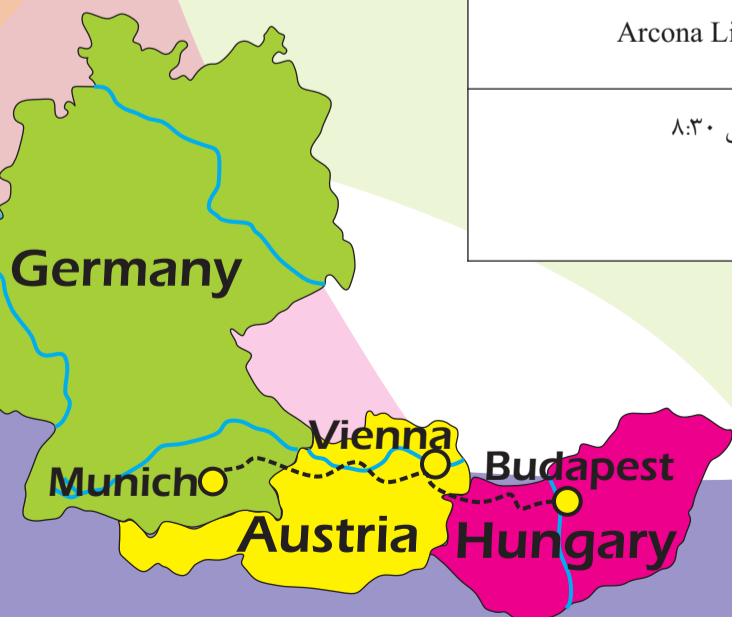 Arcona Li
۸:۳۰
Germany
Vienna
Budapest
Munich
Austria
Hungary